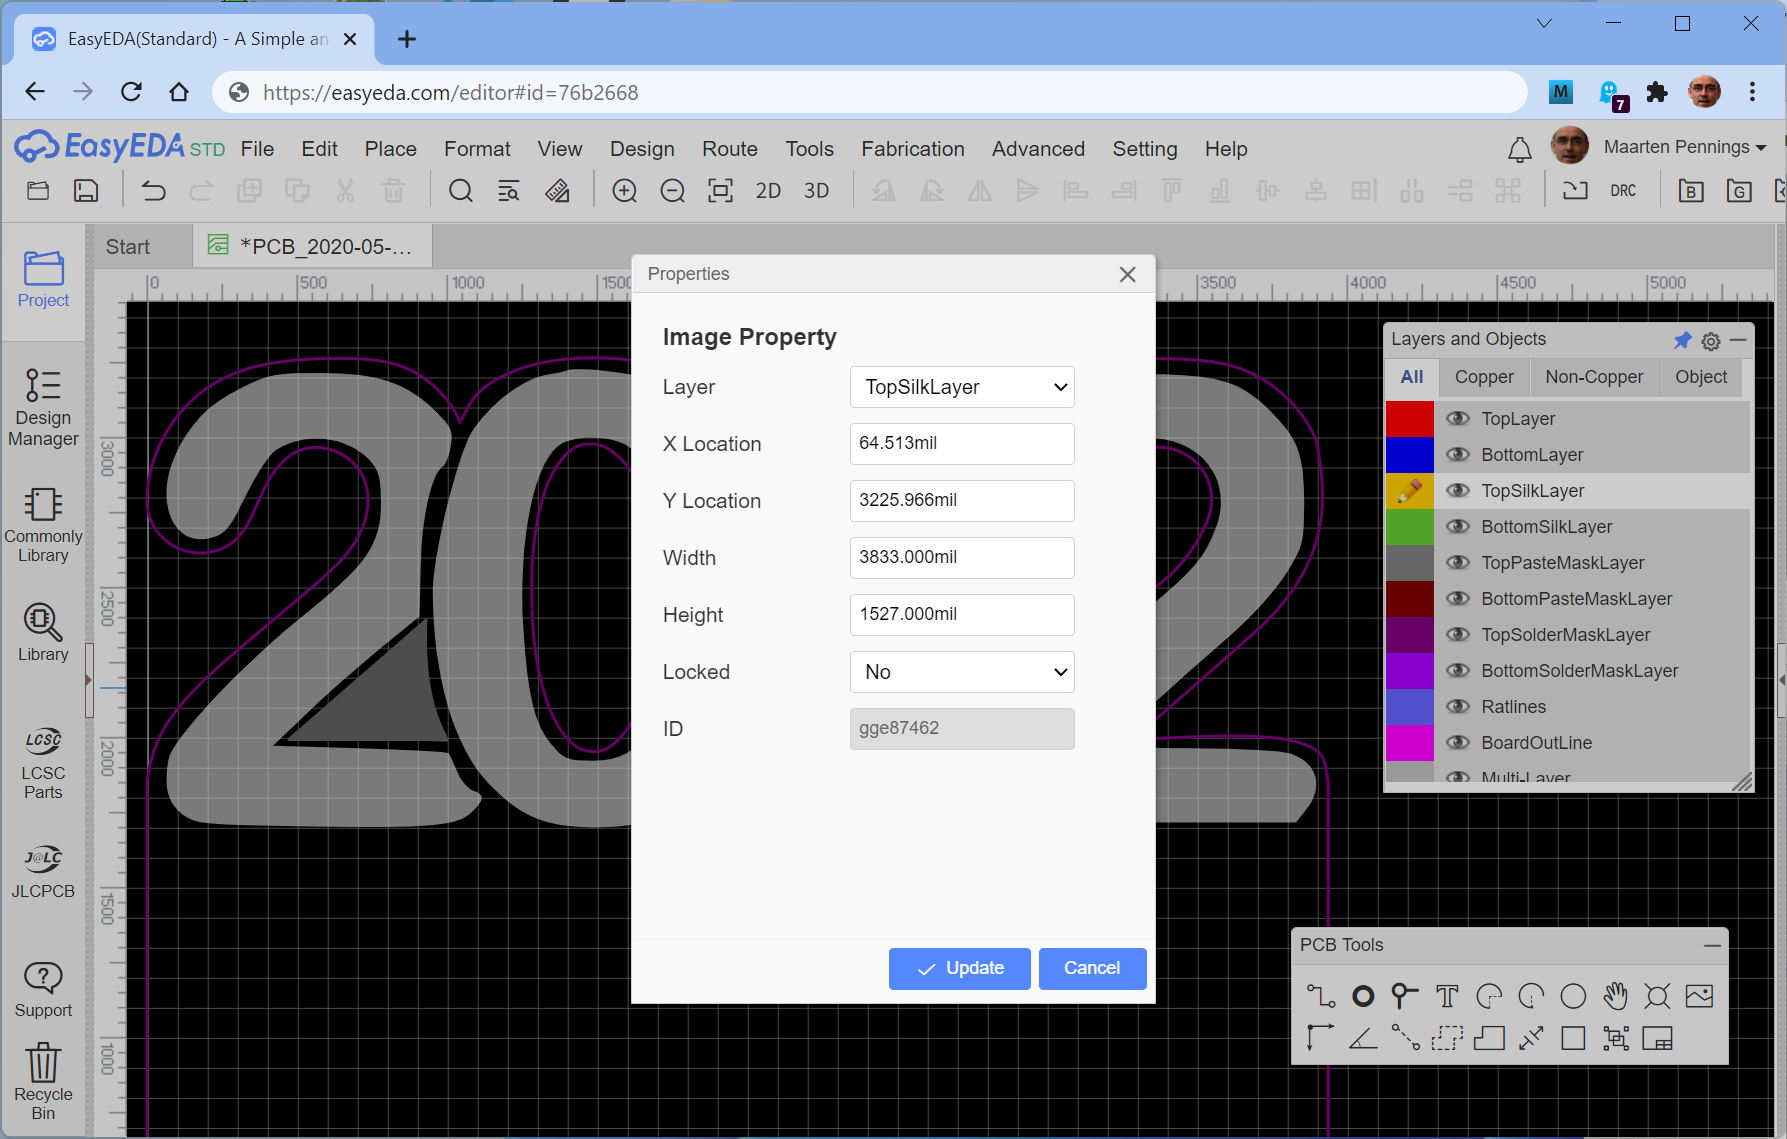 EasyEDA(Standard) - A Simple an
https://easyeda.com/editor#id=76b2668
M
7
EasyEDA STD File Edit Place Format View Design Route Tools Fabrication Advanced Setting Help Maarten Pennings
2D 3D DRC B G
Start *PCB_2020-05-...
Project
Design
Manager
Commonly
Library
Library
LCSC
LCSC
Parts
J@LC
JLCPCB
Support
Recycle
Bin
0 500 1000 1500 3500 4000 4500 5000
3000
2500
2000
1500
1000
Properties
Image Property
Layer TopSilkLayer
X Location 64.513mil
Y Location 3225.966mil
Width 3833.000mil
Height 1527.000mil
Locked No
ID gge87462
Update Cancel
Layers and Objects
All Copper Non-Copper Object
TopLayer
BottomLayer
TopSilkLayer
BottomSilkLayer
TopPasteMaskLayer
BottomPasteMaskLayer
TopSolderMaskLayer
BottomSolderMaskLayer
Ratlines
BoardOutLine
Multi-Layer
PCB Tools
T
20 2